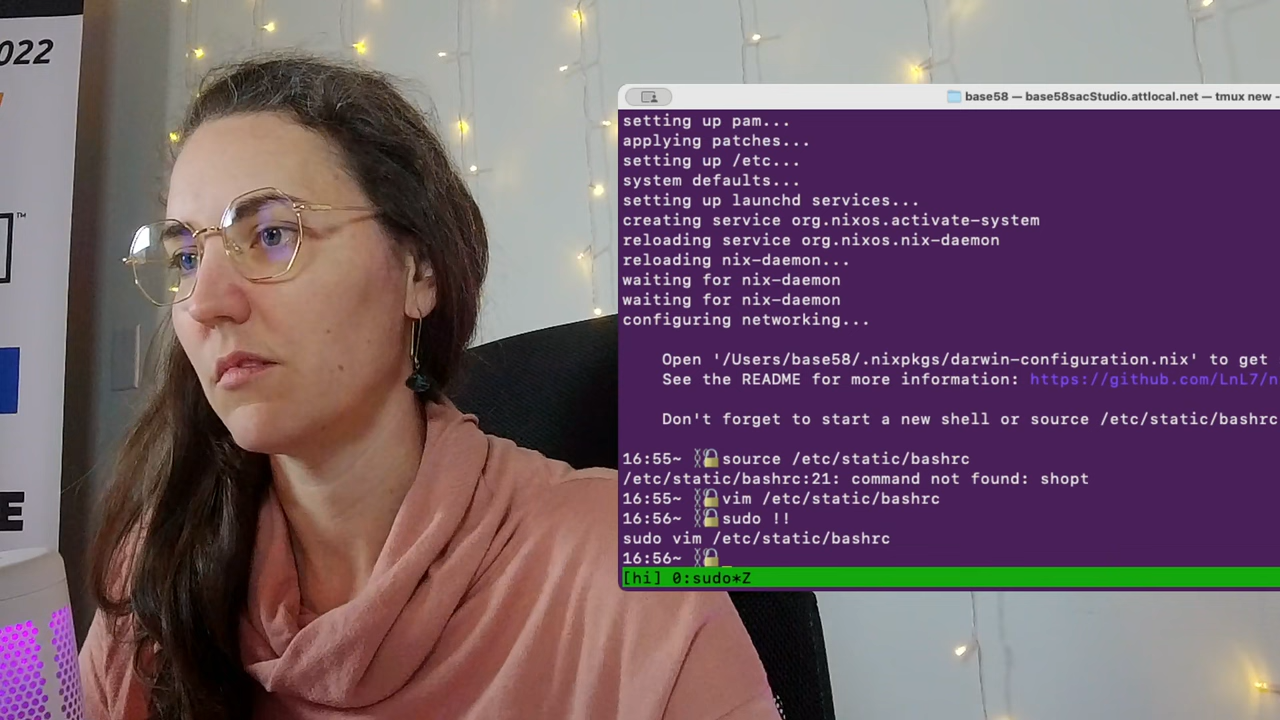 022
™
E
base58 — base58sacStudio.attlocal.net — tmux new -
setting up pam...
applying patches...
setting up /etc...
system defaults...
setting up launchd services...
creating service org.nixos.activate-system
reloading service org.nixos.nix-daemon
reloading nix-daemon...
waiting for nix-daemon
waiting for nix-daemon
configuring networking...
Open '/Users/base58/.nixpkgs/darwin-configuration.nix' to get
See the README for more information: https://github.com/LnL7/n
Don't forget to start a new shell or source /etc/static/bashrc
16:55~ ⛓🔒source /etc/static/bashrc
/etc/static/bashrc:21: command not found: shopt
16:55~ ⛓🔒vim /etc/static/bashrc
16:56~ ⛓🔒sudo !!
sudo vim /etc/static/bashrc
16:56~ ⛓🔒_
[hi] 0:sudo*Z